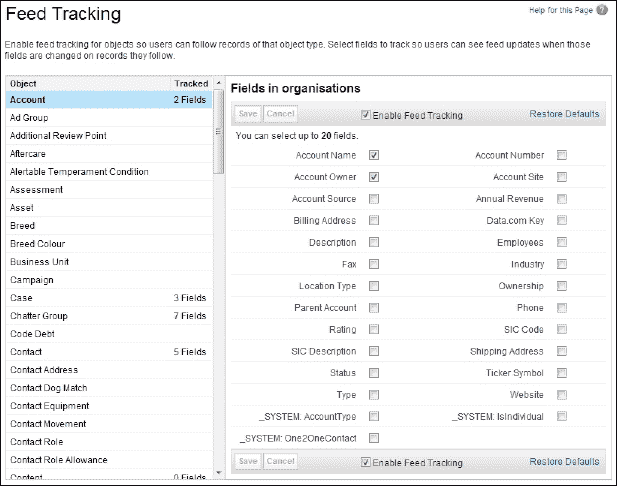 Feed Tracking
Help for this Page ?
Enable feed tracking for objects so users can follow records of that object type. Select fields to track so users can see feed updates when those
fields are changed on records they follow.
Object Tracked
Account 2 Fields
Ad Group
Additional Review Point
Aftercare
Alertable Temperament Condition
Assessment
Asset
Breed
Breed Colour
Business Unit
Campaign
Case 3 Fields
Chatter Group 7 Fields
Code Debt
Contact 5 Fields
Contact Address
Contact Dog Match
Contact Equipment
Contact Movement
Contact Role
Contact Role Allowance
Content 0 Fields
Fields in organisations
Save Cancel Enable Feed Tracking Restore Defaults
You can select up to 20 fields.
Account Name Account Number
Account Owner Account Site
Account Source Annual Revenue
Billing Address Data.com Key
Description Employees
Fax Industry
Location Type Ownership
Parent Account Phone
Rating SIC Code
SIC Description Shipping Address
Status Ticker Symbol
Type Website
_SYSTEM: AccountType _SYSTEM: IsIndividual
_SYSTEM: One2OneContact
Save Cancel Enable Feed Tracking Restore Defaults